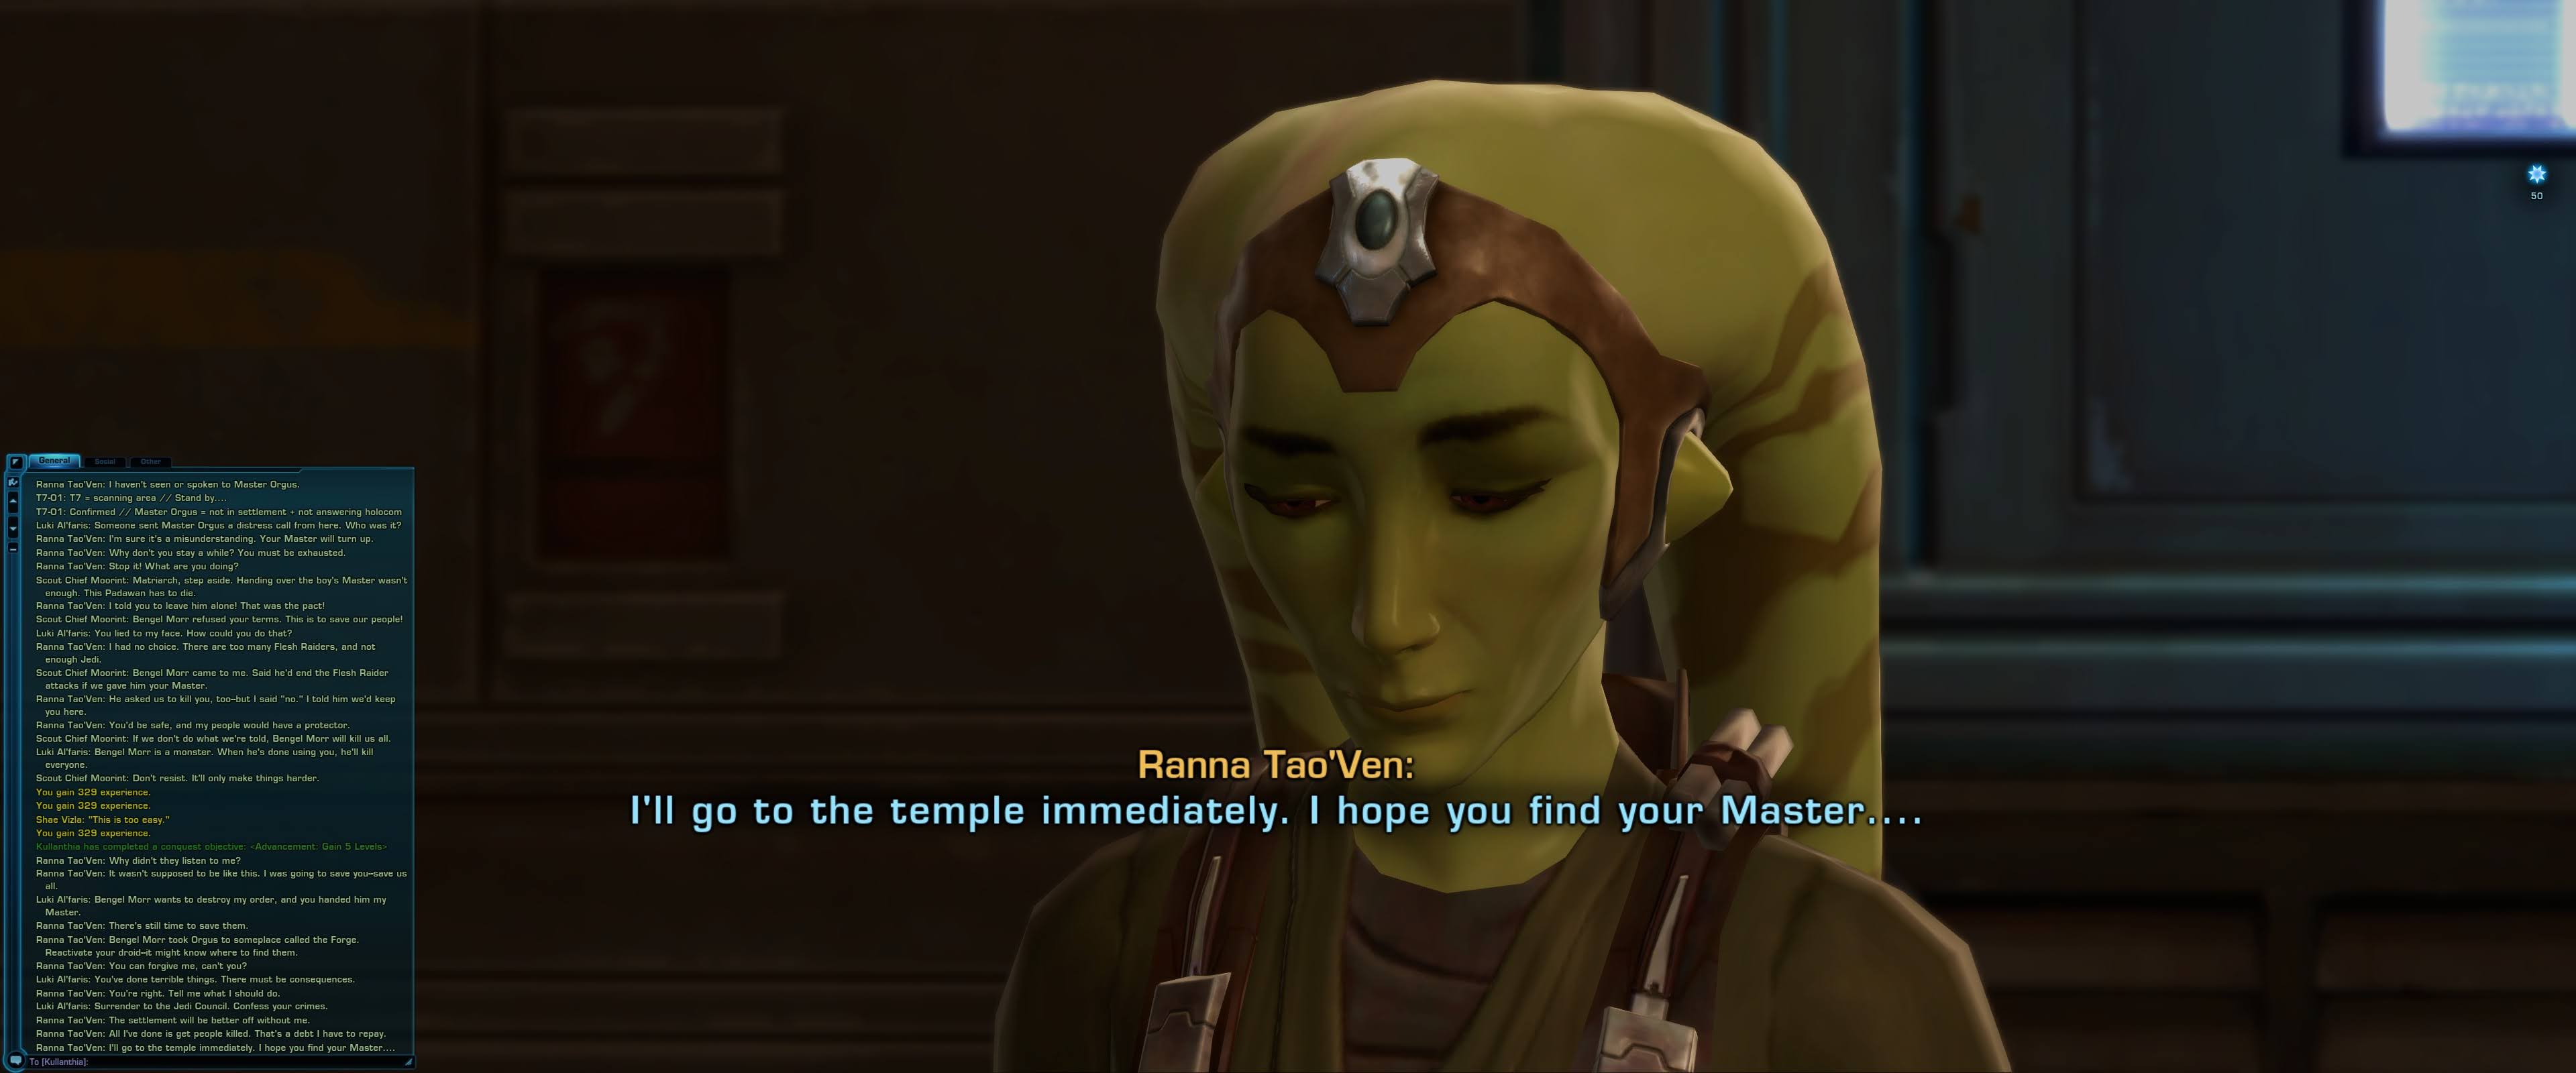 General Social Other
Ranna Tao'Ven: I haven't seen or spoken to Master Orgus.
T7-01: T7 = scanning area // Stand by....
T7-01: Confirmed // Master Orgus = not in settlement + not answering holocom
Luki Al'faris: Someone sent Master Orgus a distress call from here. Who was it?
Ranna Tao'Ven: I'm sure it's a misunderstanding. Your Master will turn up.
Ranna Tao'Ven: Why don't you stay a while? You must be exhausted.
Ranna Tao'Ven: Stop it! What are you doing?
Scout Chief Moorint: Matriarch, step aside. Handing over the boy's Master wasn't
enough. This Padawan has to die.
Ranna Tao'Ven: I told you to leave him alone! That was the pact!
Scout Chief Moorint: Bengel Morr refused your terms. This is to save our people!
Luki Al'faris: You lied to my face. How could you do that?
Ranna Tao'Ven: I had no choice. There are too many Flesh Raiders, and not
enough Jedi.
Scout Chief Moorint: Bengel Morr came to me. Said he'd end the Flesh Raider
attacks if we gave him your Master.
Ranna Tao'Ven: He asked us to kill you, too—but I said "no." I told him we'd keep
you here.
Ranna Tao'Ven: You'd be safe, and my people would have a protector.
Scout Chief Moorint: If we don't do what we're told, Bengel Morr will kill us all.
Luki Al'faris: Bengel Morr is a monster. When he's done using you, he'll kill
everyone.
Scout Chief Moorint: Don't resist. It'll only make things harder.
You gain 329 experience.
You gain 329 experience.
Shae Vizla: "This is too easy."
You gain 329 experience.
Kullanthia has completed a conquest objective: <Advancement: Gain 5 Levels>
Ranna Tao'Ven: Why didn't they listen to me?
Ranna Tao'Ven: It wasn't supposed to be like this. I was going to save you—save us
all.
Luki Al'faris: Bengel Morr wants to destroy my order, and you handed him my
Master.
Ranna Tao'Ven: There's still time to save them.
Ranna Tao'Ven: Bengel Morr took Orgus to someplace called the Forge.
Reactivate your droid—it might know where to find them.
Ranna Tao'Ven: You can forgive me, can't you?
Luki Al'faris: You've done terrible things. There must be consequences.
Ranna Tao'Ven: You're right. Tell me what I should do.
Luki Al'faris: Surrender to the Jedi Council. Confess your crimes.
Ranna Tao'Ven: The settlement will be better off without me.
Ranna Tao'Ven: All I've done is get people killed. That's a debt I have to repay.
Ranna Tao'Ven: I'll go to the temple immediately. I hope you find your Master....
To [Kullanthia]:
Ranna Tao'Ven:
I'll go to the temple immediately. I hope you find your Master....
50